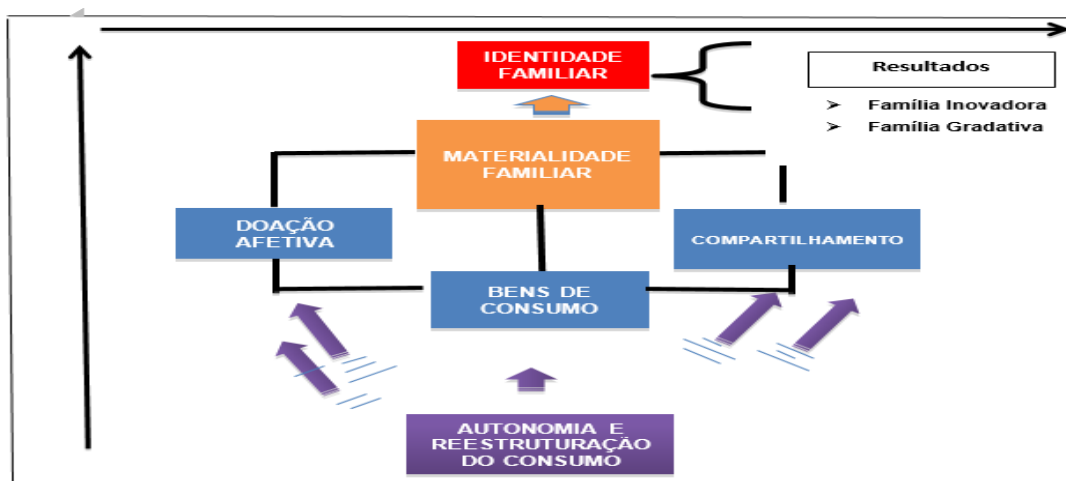 IDENTIDADE
FAMILIAR
Resultados
➢ Família Inovadora
➢ Família Gradativa
MATERIALIDADE
FAMILIAR
DOAÇÃO
AFETIVA
COMPARTILHAMENTO
BENS DE
CONSUMO
AUTONOMIA E
REESTRUTURAÇÃO
DO CONSUMO